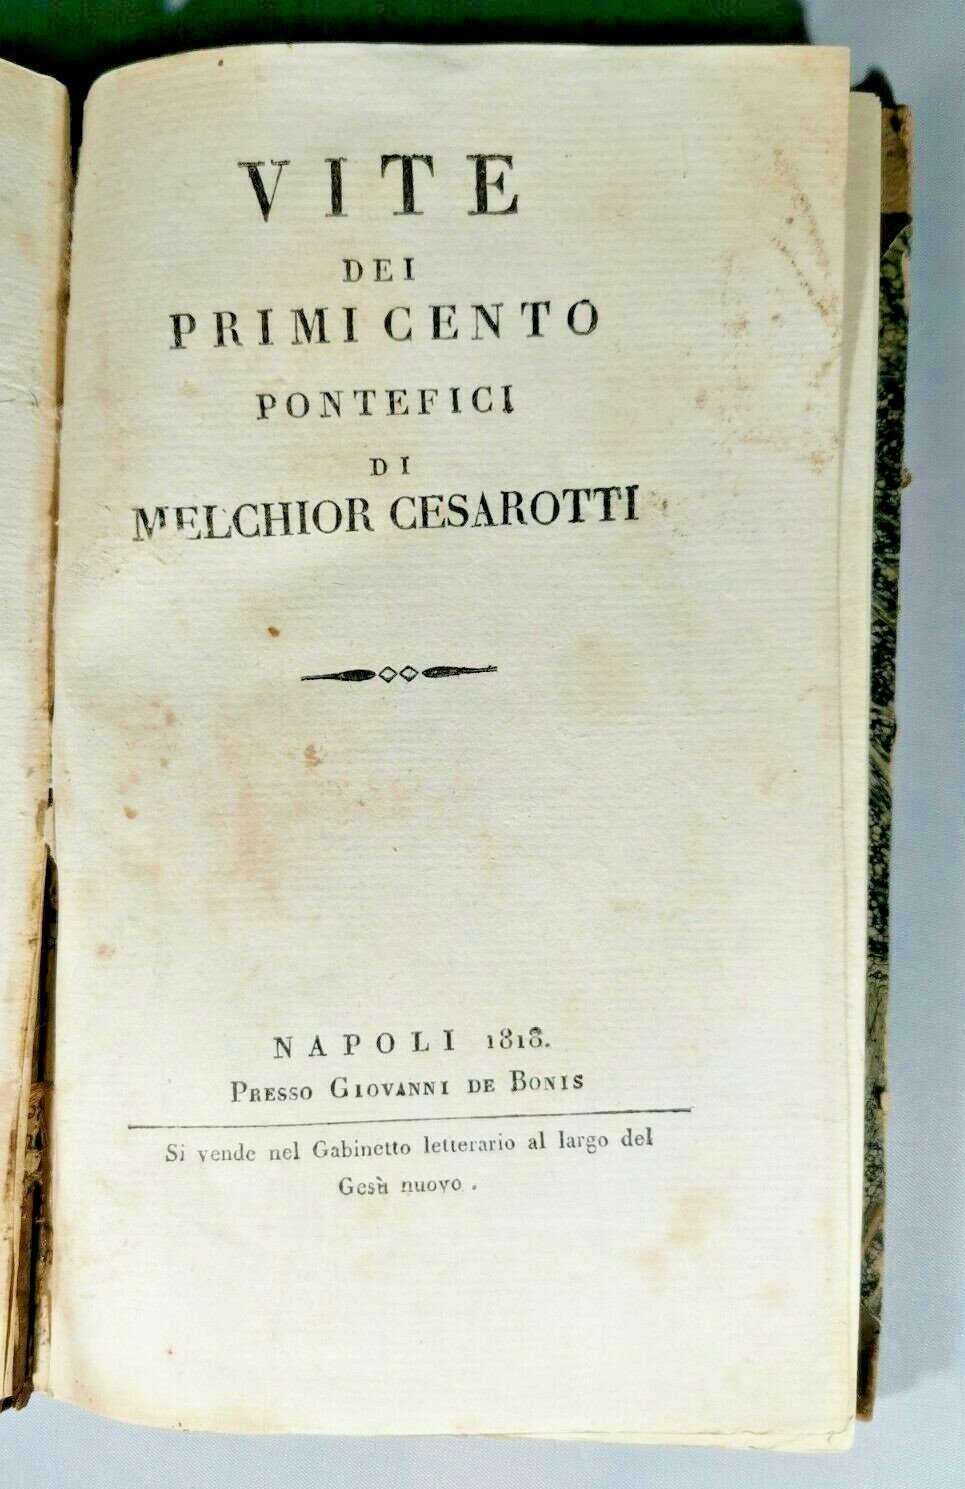 VITE
DEI
PRIMI CENTO
PONTEFICI
DI
MELCHIOR CESAROTTI
NAPOLI 1818.
PRESSO GIOVANNI DE BONIS
Si vende nel Gabinetto letterario al largo del
Gesù nuovo .